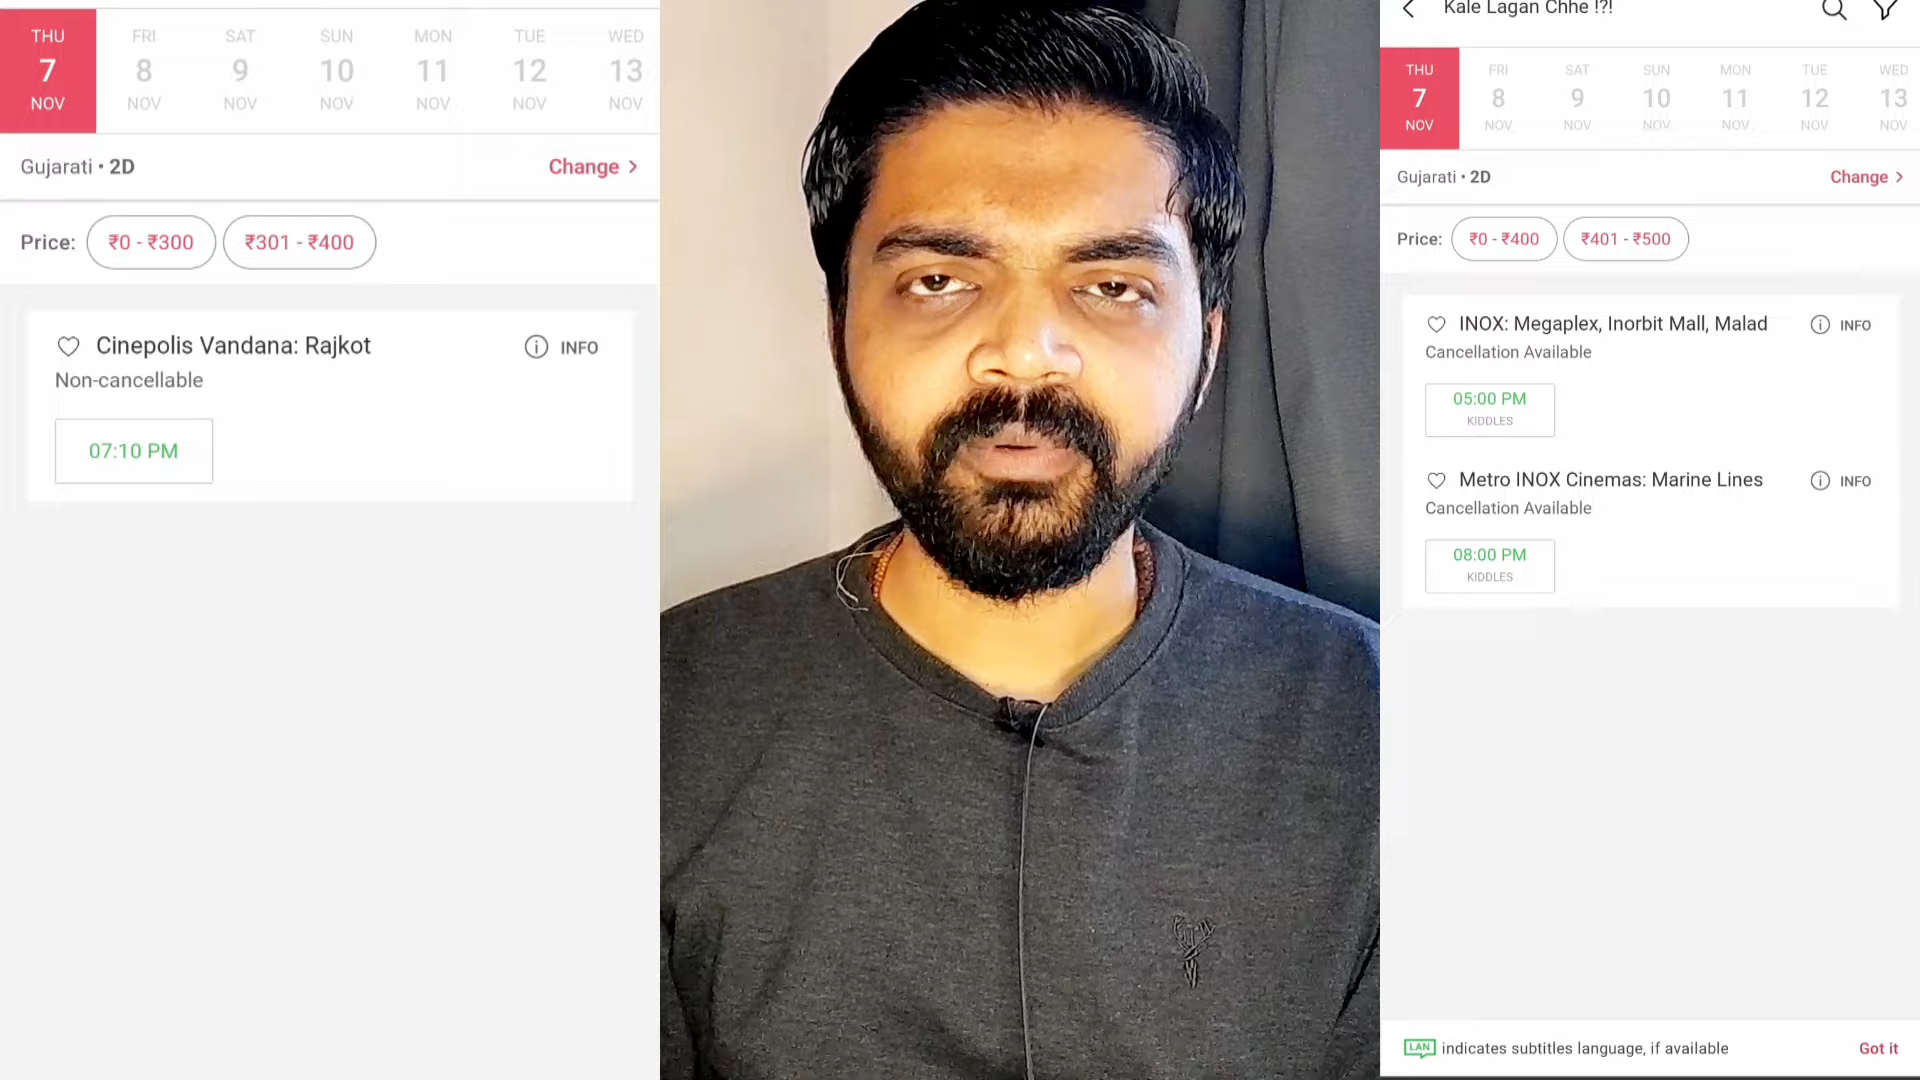 THU FRI SAT SUN MON TUE WED
7 8 9 10 11 12 13
NOV NOV NOV NOV NOV NOV NOV
Gujarati • 2D Change >
Price: ₹0 - ₹300 ₹301 - ₹400
Cinepolis Vandana: Rajkot INFO
Non-cancellable
07:10 PM
Kale Lagan Chhe !?!
THU FRI SAT SUN MON TUE WED
7 8 9 10 11 12 13
NOV NOV NOV NOV NOV NOV NOV
Gujarati • 2D Change >
Price: ₹0 - ₹400 ₹401 - ₹500
INOX: Megaplex, Inorbit Mall, Malad INFO
Cancellation Available
05:00 PM
KIDDLES
Metro INOX Cinemas: Marine Lines INFO
Cancellation Available
08:00 PM
KIDDLES
LAN indicates subtitles language, if available Got it